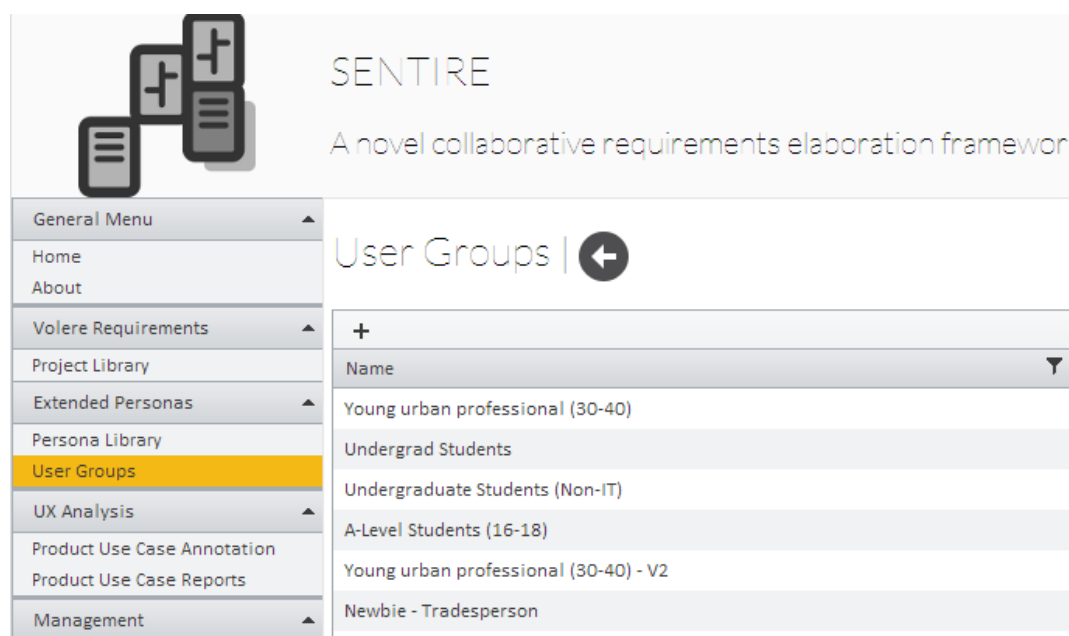 SENTIRE
A novel collaborative requirements elaboration framewor
General Menu
Home
About
Volere Requirements
Project Library
Extended Personas
Persona Library
User Groups
UX Analysis
Product Use Case Annotation
Product Use Case Reports
Management
User Groups |
+
Name
Young urban professional (30-40)
Undergrad Students
Undergraduate Students (Non-IT)
A-Level Students (16-18)
Young urban professional (30-40) - V2
Newbie - Tradesperson